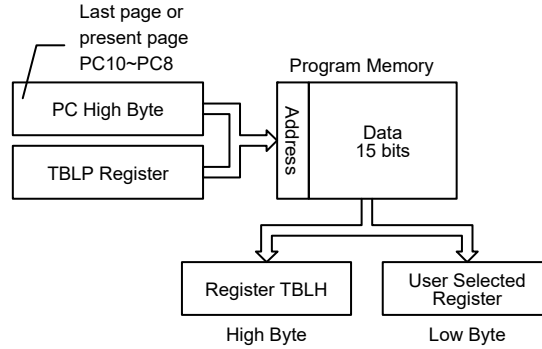 Last page or
present page
PC10~PC8
Program Memory
PC High Byte
TBLP Register
Address
Data
15 bits
Register TBLH
User Selected
Register
High Byte
Low Byte